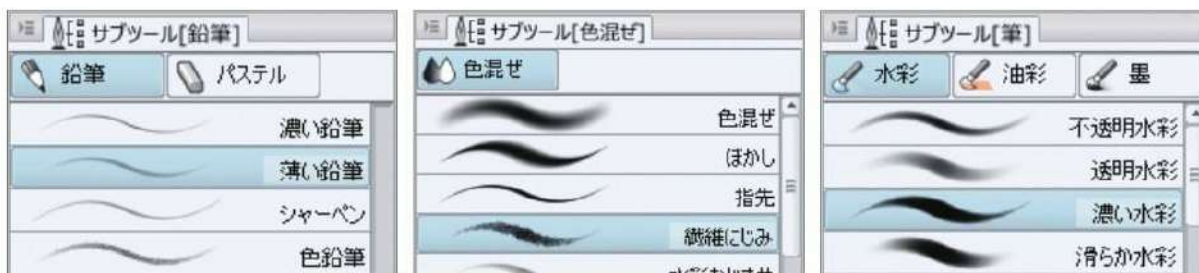 サブツール[鉛筆]
鉛筆 パステル
濃い鉛筆
薄い鉛筆
シャーペン
色鉛筆
サブツール[色混ぜ]
色混ぜ
色混ぜ
ぼかし
指先
繊維にじみ
サブツール[筆]
水彩 油彩 墨
不透明水彩
透明水彩
濃い水彩
滑らか水彩